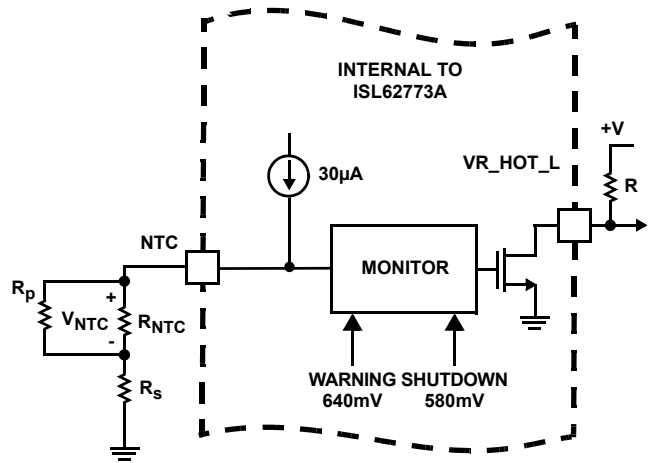 INTERNAL TO
ISL62773A
+V
VR_HOT_L
R
30µA
NTC
MONITOR
Rp
+
VNTC
RNTC
-
Rs
WARNING SHUTDOWN
640mV 580mV